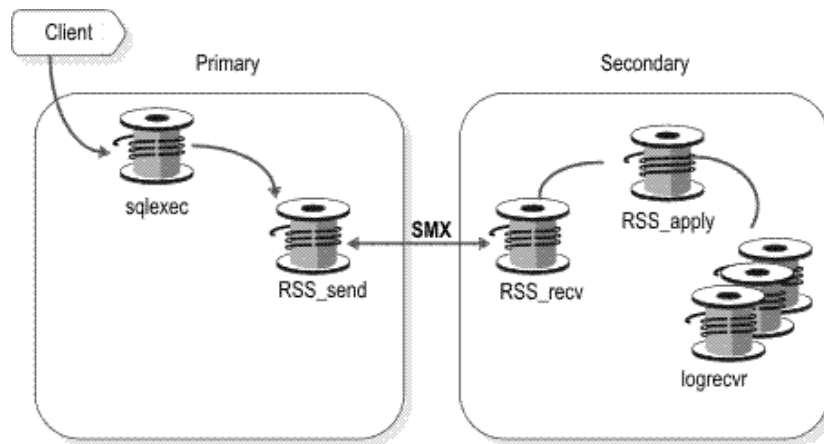 Client
Primary
Secondary
sqlexec
RSS_send
SMX
RSS_recv
RSS_apply
logrecvr